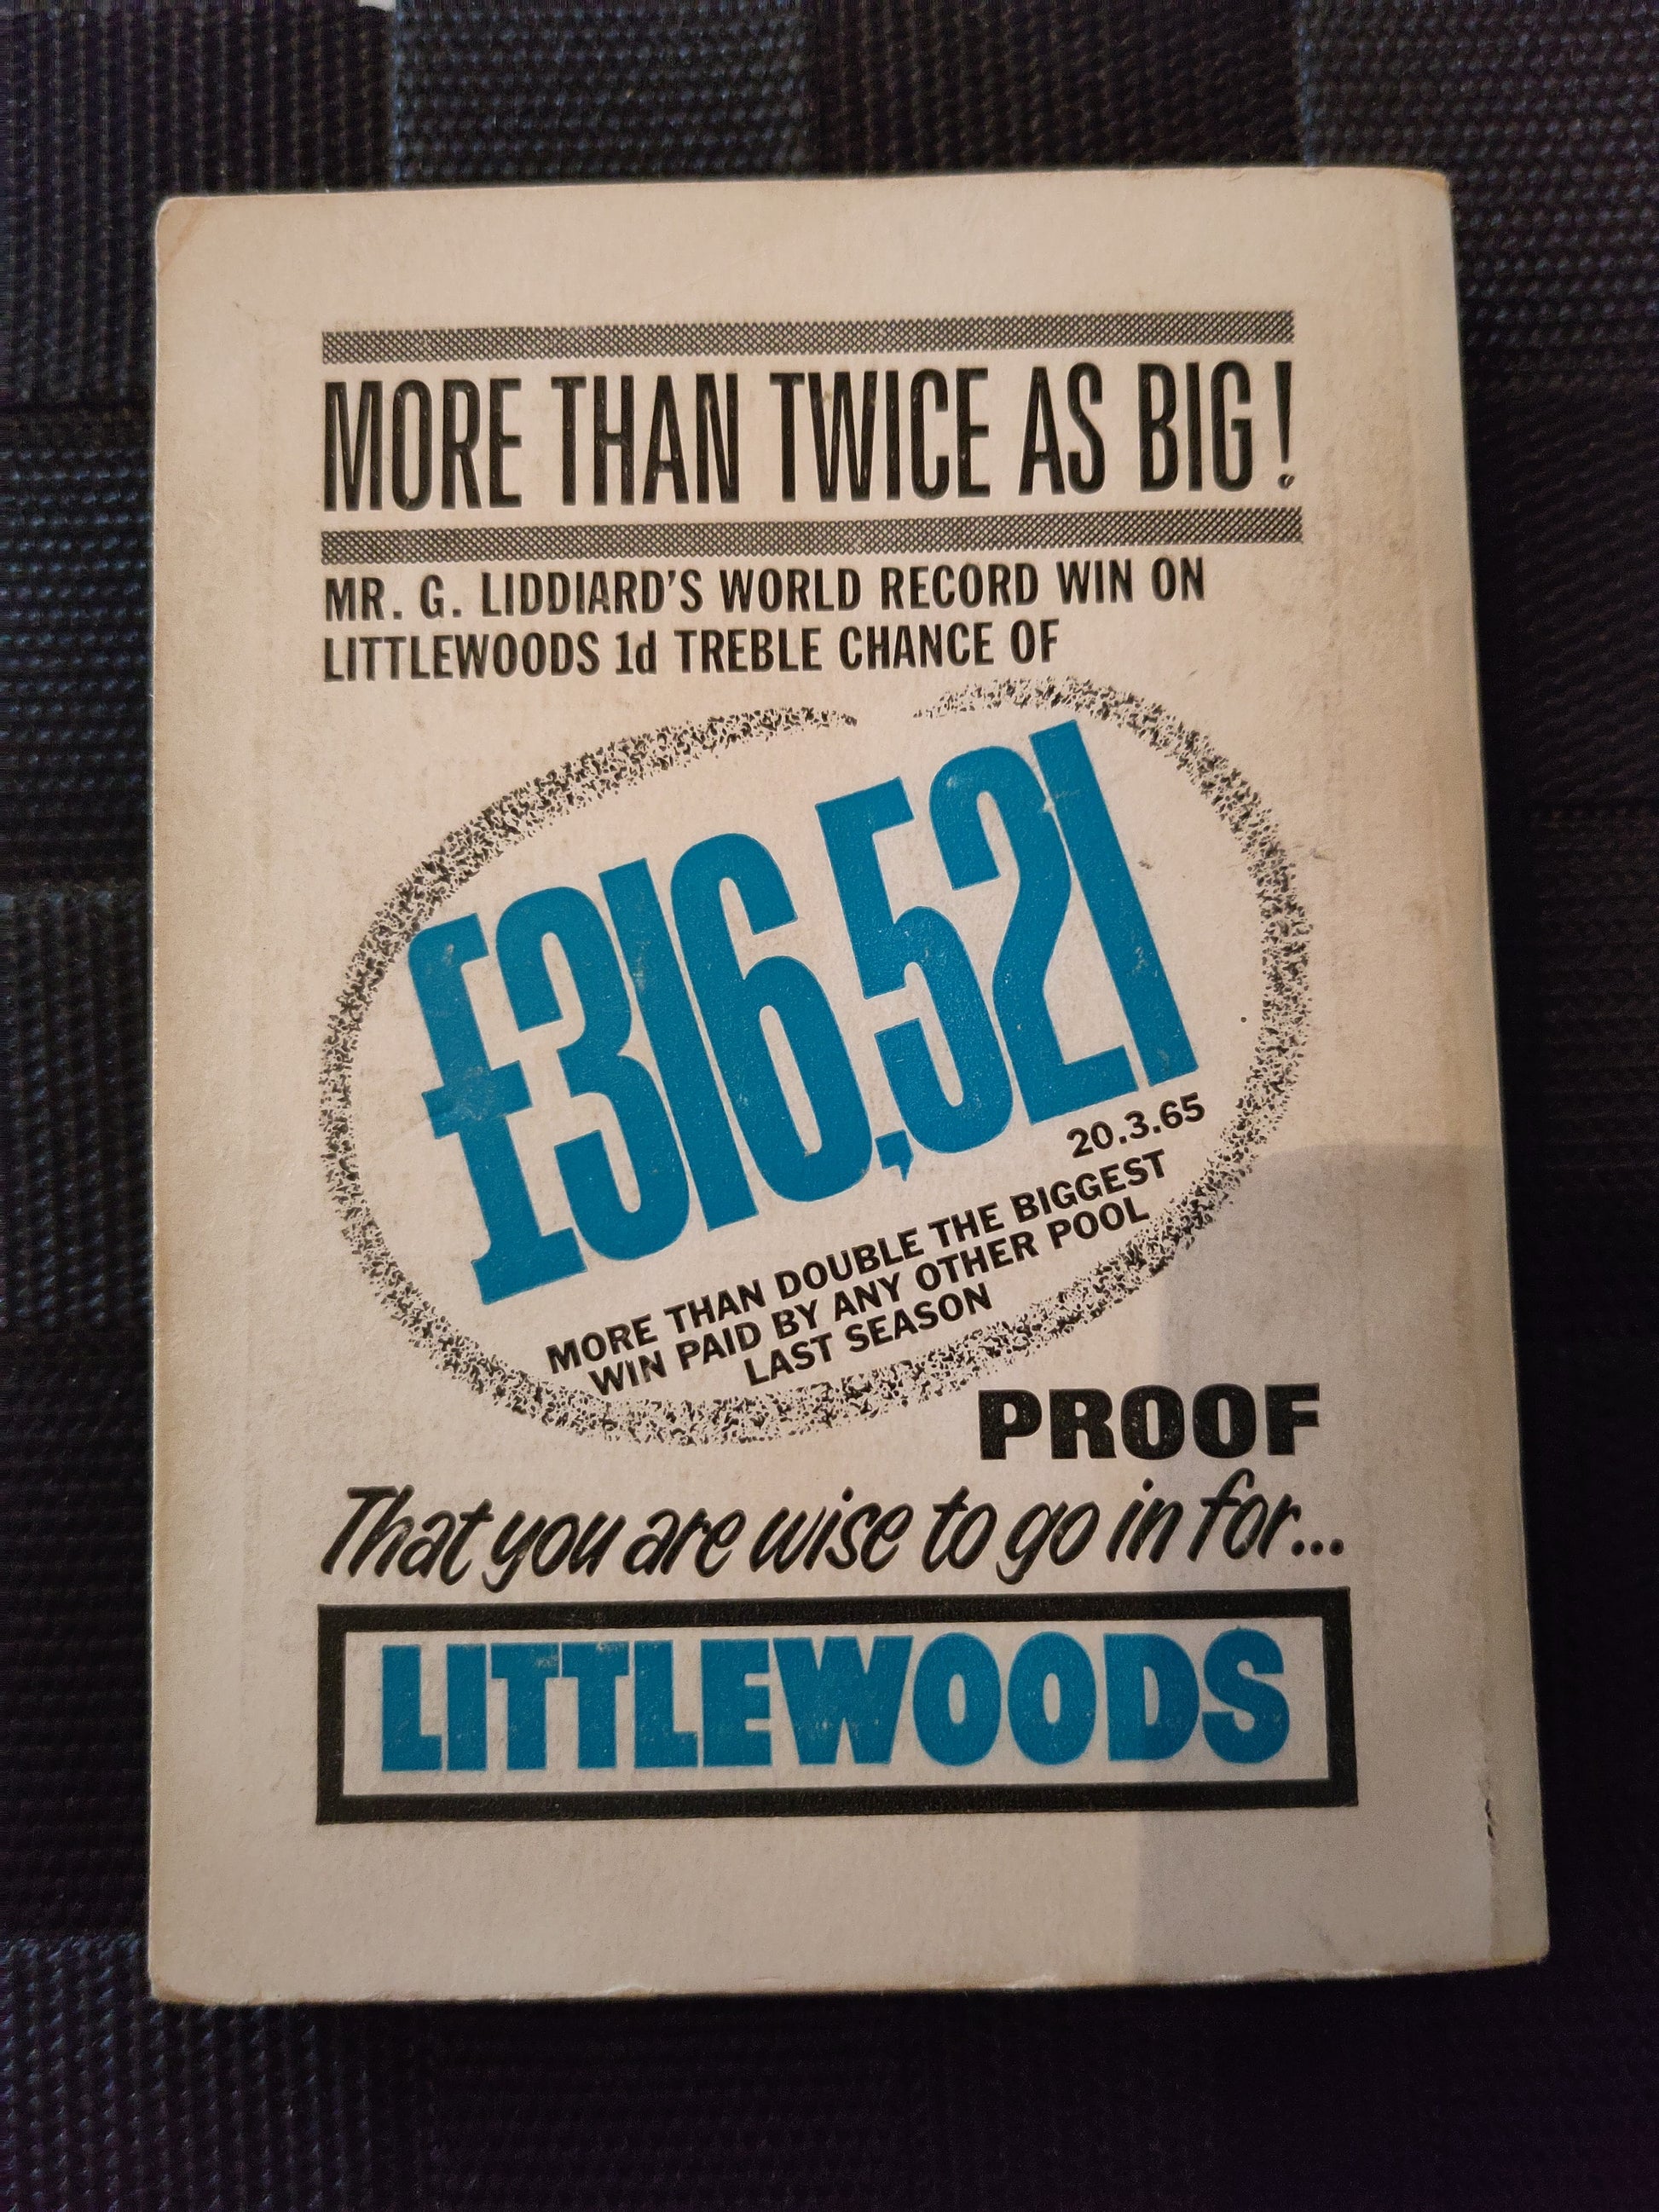 MORE THAN TWICE AS BIG!
MR. G. LIDDIARD'S WORLD RECORD WIN ON
LITTLEWOODS 1d TREBLE CHANCE OF
£316,521
20.3.65
MORE THAN DOUBLE THE BIGGEST
WIN PAID BY ANY OTHER POOL
LAST SEASON
PROOF
That you are wise to go in for...
LITTLEWOODS